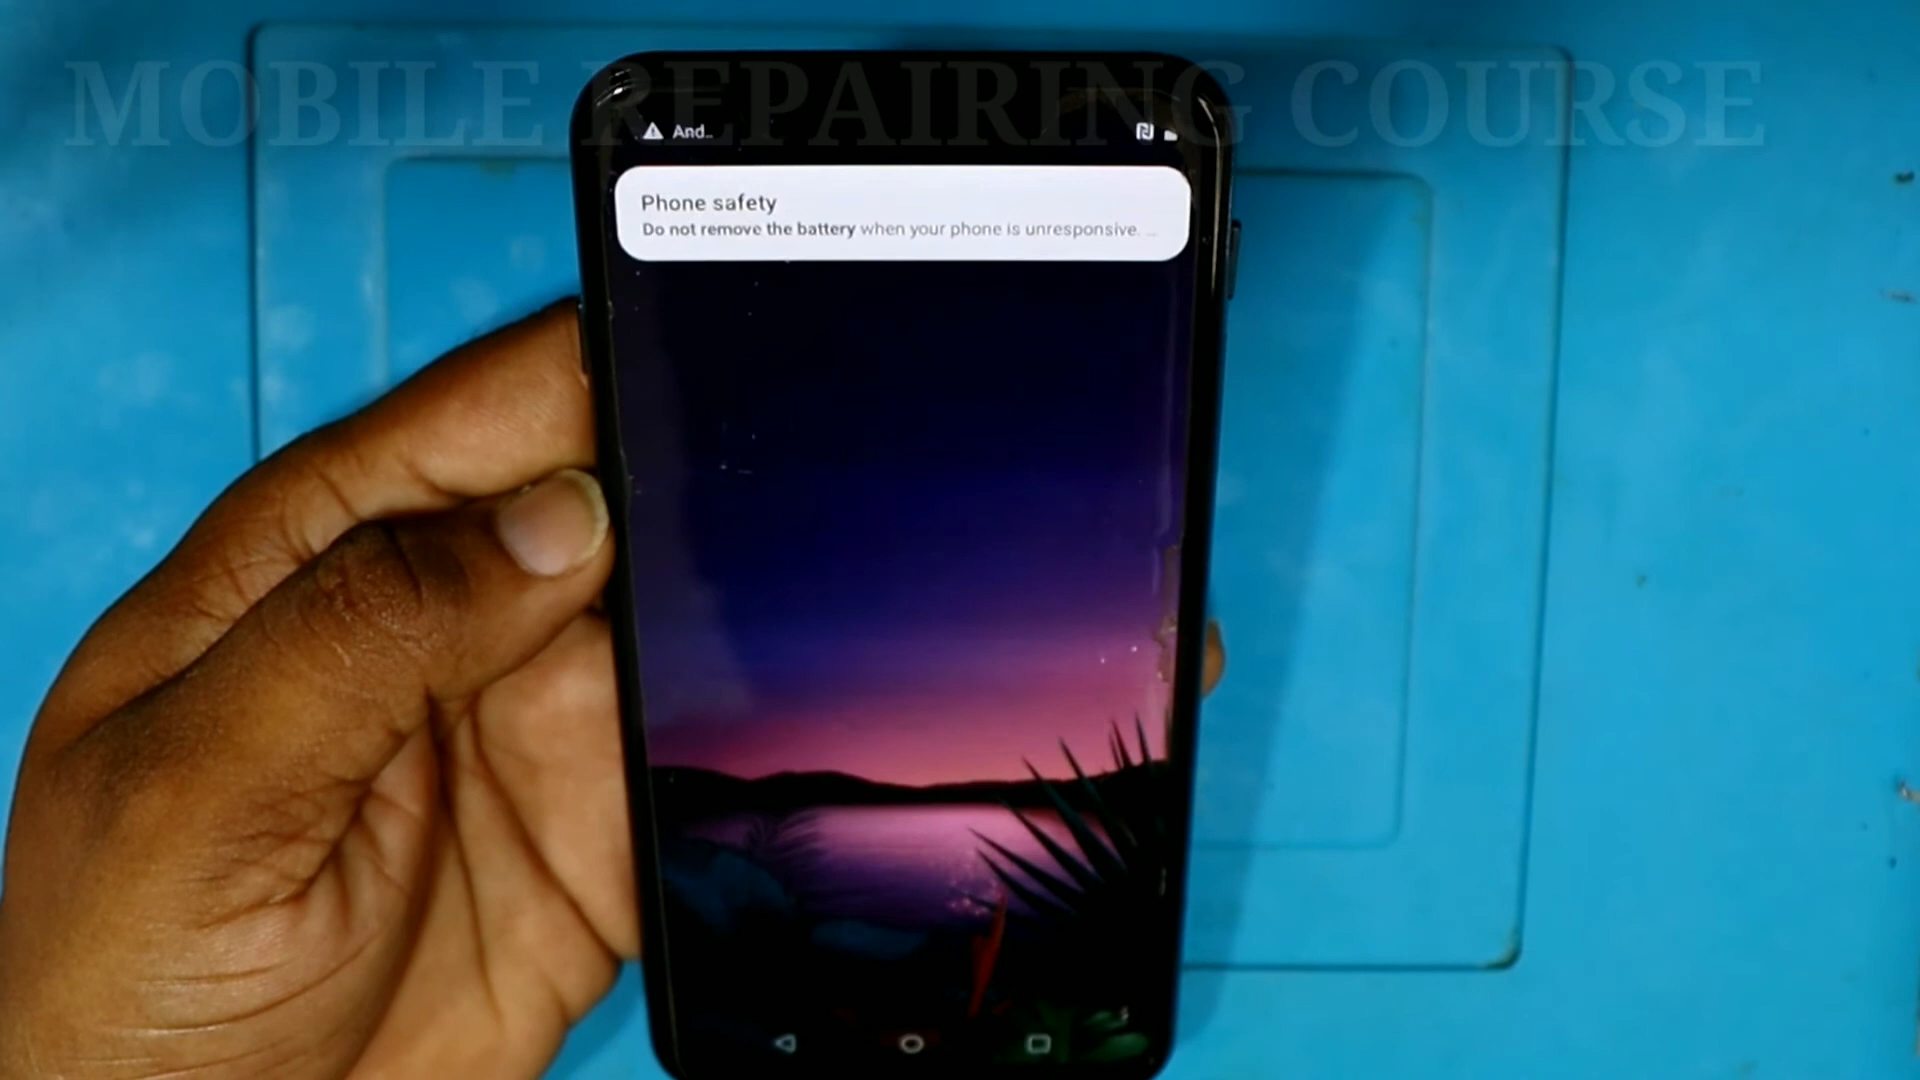 MOBILE REPAIRING COURSE
And..
Phone safety
Do not remove the battery when your phone is unresponsive. ...